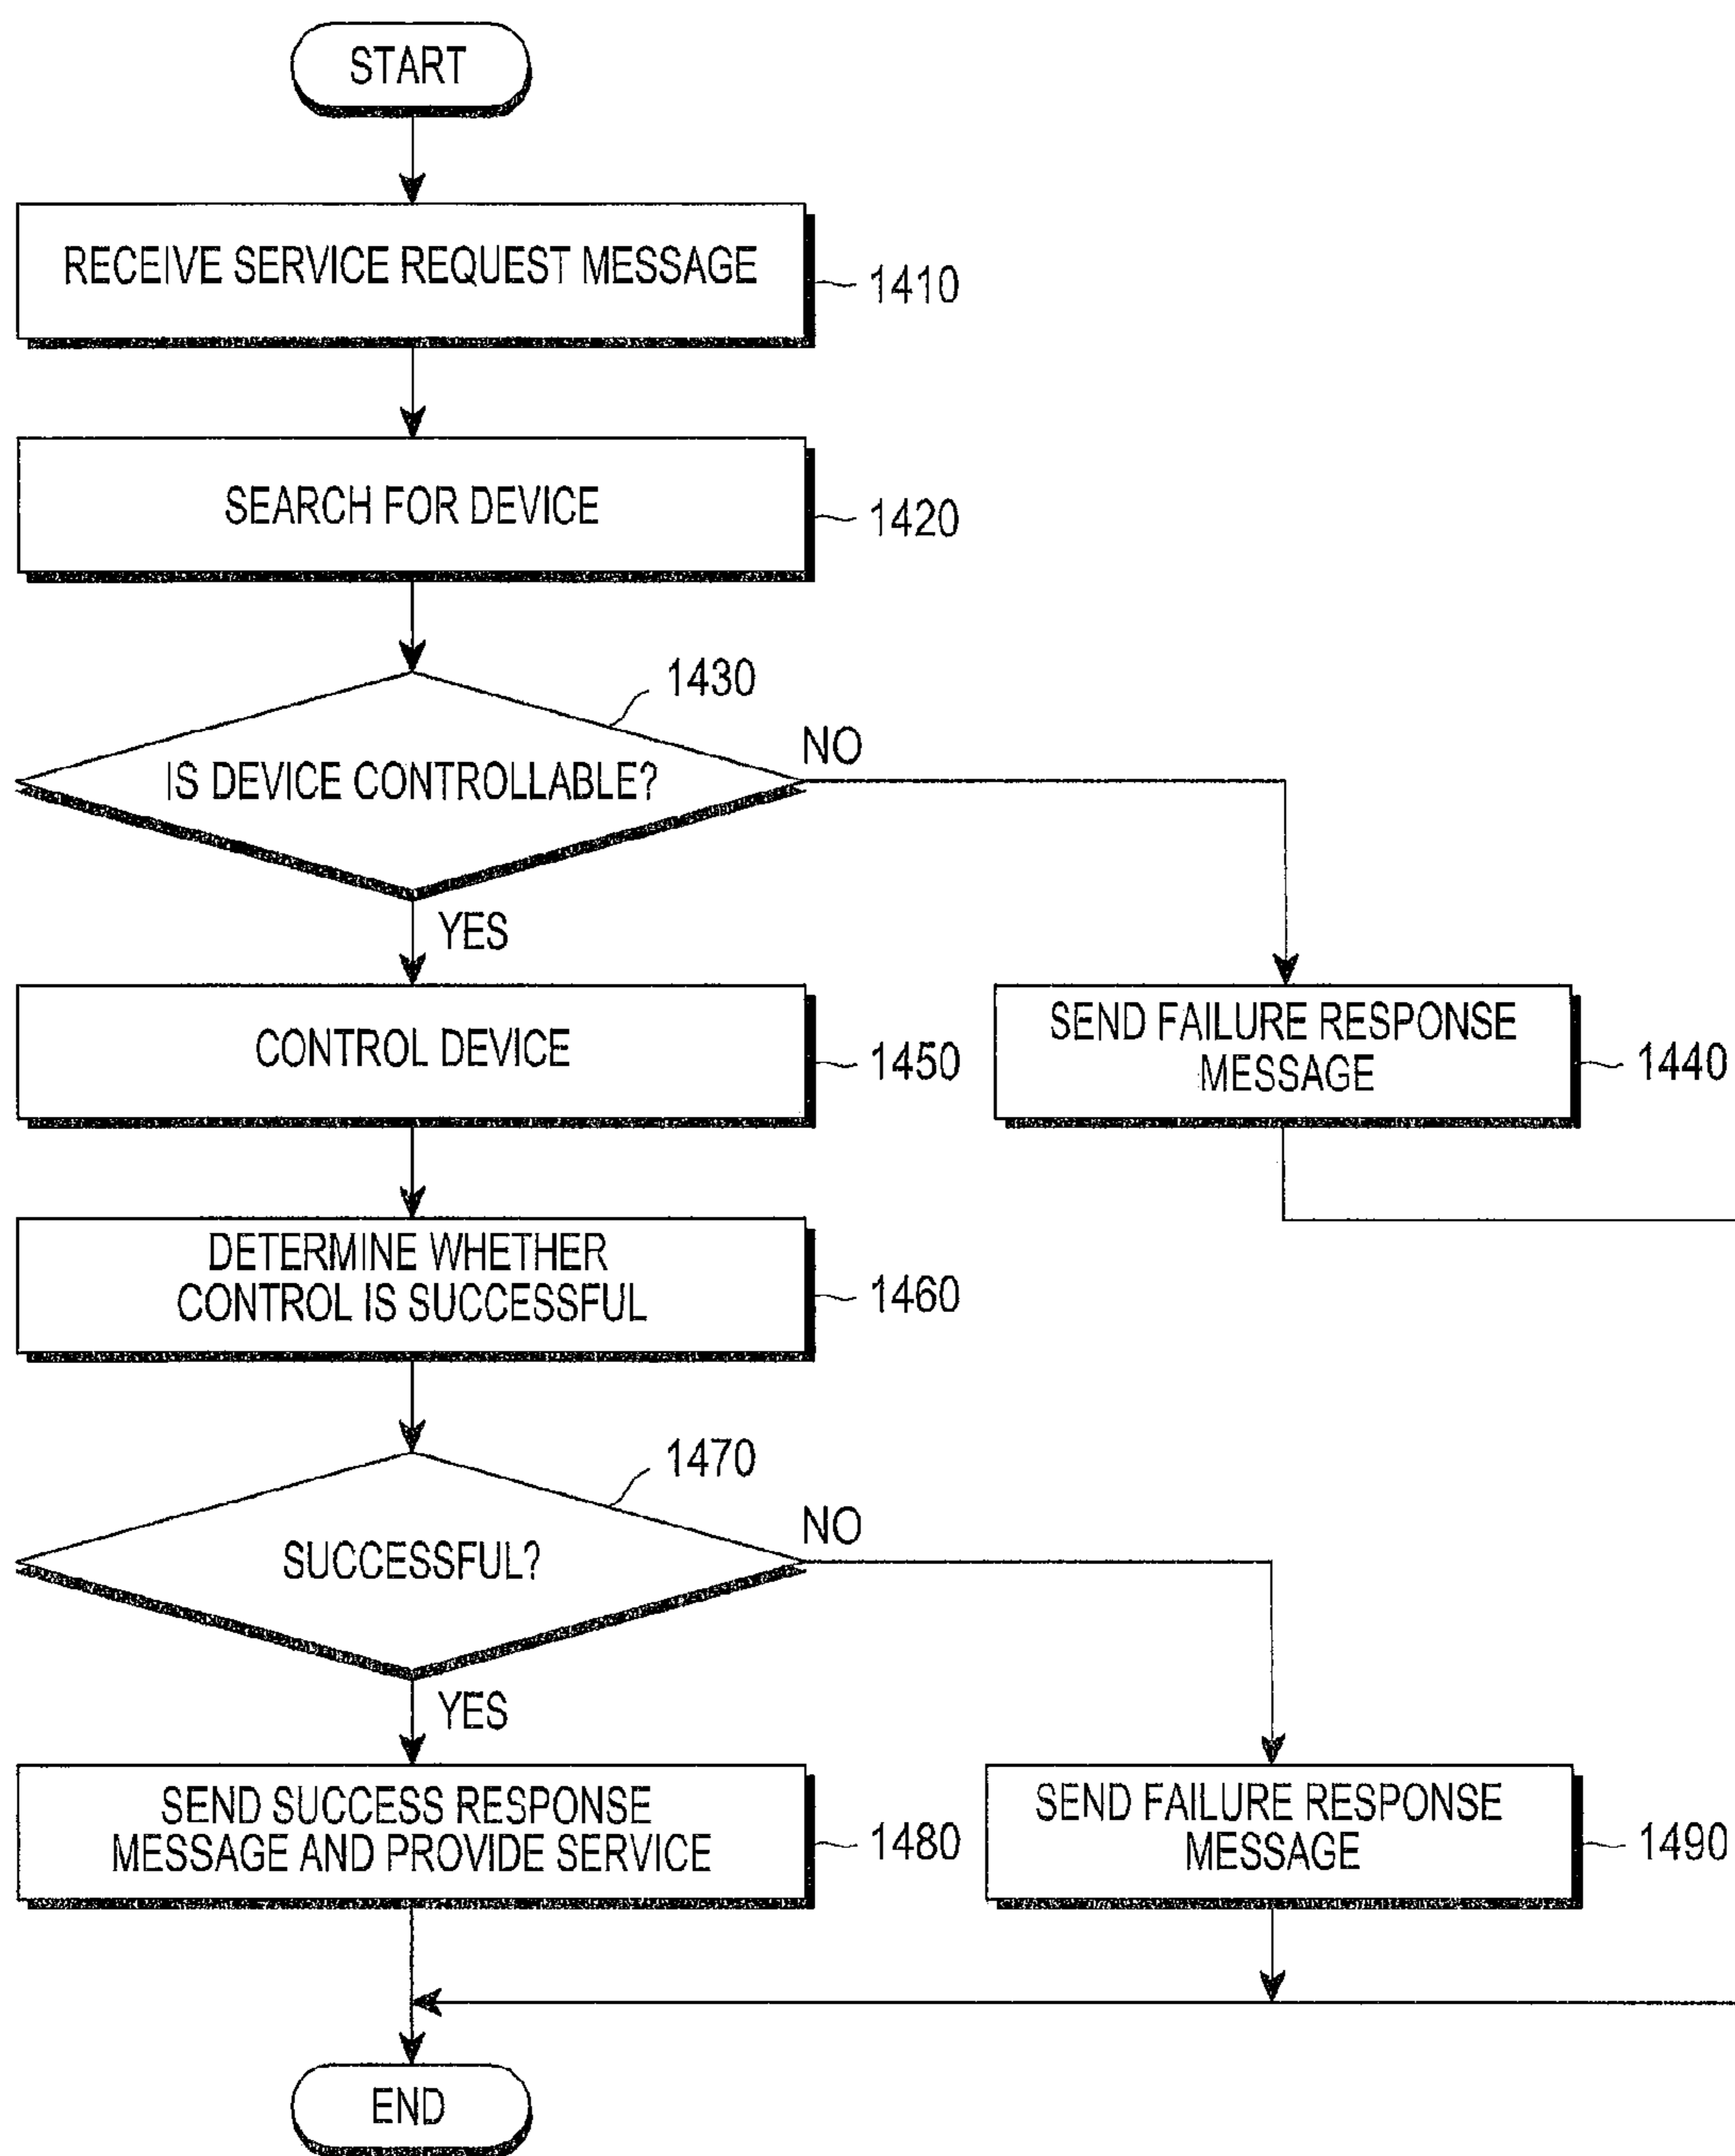 START
RECEIVE SERVICE REQUEST MESSAGE
1410
SEARCH FOR DEVICE
1420
1430
IS DEVICE CONTROLLABLE?
NO
YES
CONTROL DEVICE
1450
SEND FAILURE RESPONSE
MESSAGE
1440
DETERMINE WHETHER
CONTROL IS SUCCESSFUL
1460
1470
SUCCESSFUL?
NO
YES
SEND SUCCESS RESPONSE
MESSAGE AND PROVIDE SERVICE
1480
SEND FAILURE RESPONSE
MESSAGE
1490
END